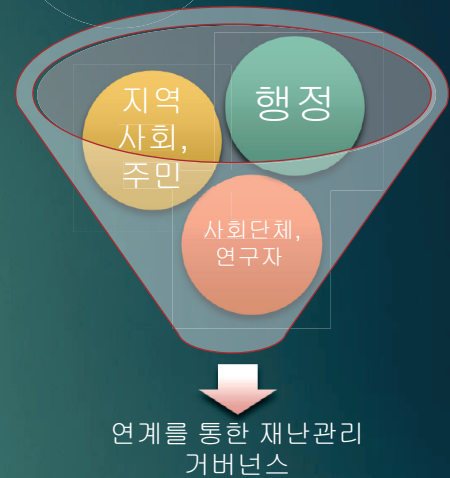 지역
사회,
주민
행정
사회단체,
연구자
연계를 통한 재난관리
거버넌스